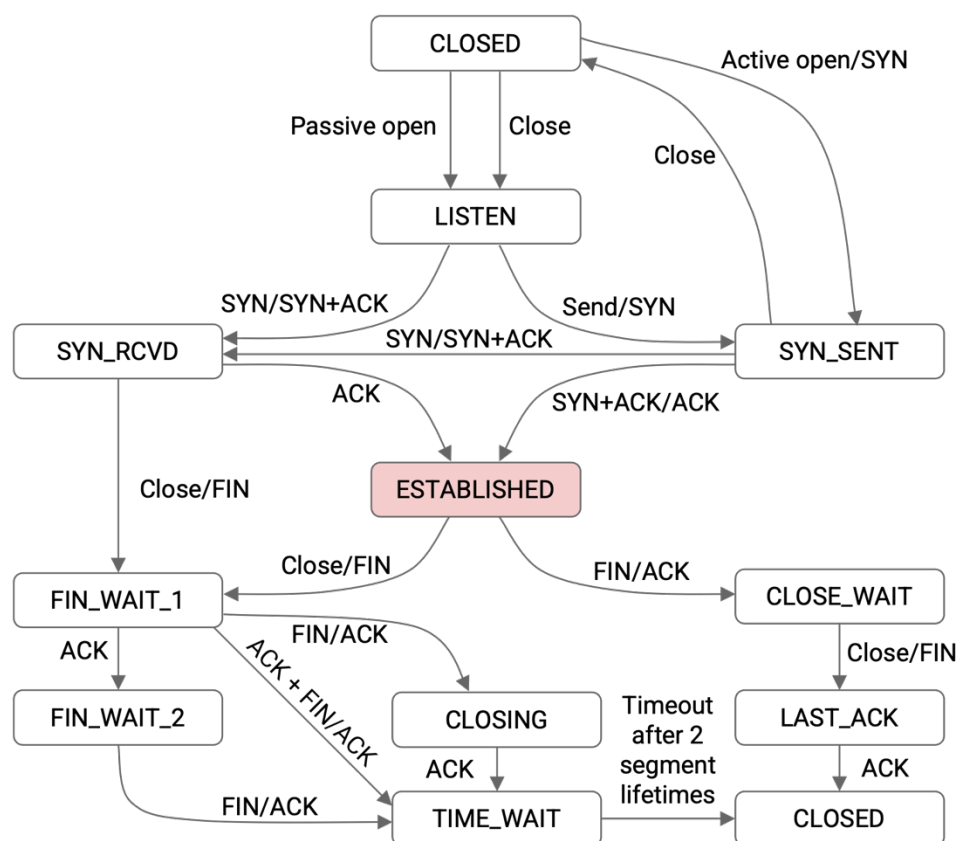 CLOSED
Active open/SYN
Passive open
Close
Close
LISTEN
SYN/SYN+ACK
Send/SYN
SYN_RCVD
SYN/SYN+ACK
SYN_SENT
ACK
SYN+ACK/ACK
ESTABLISHED
Close/FIN
Close/FIN
FIN/ACK
FIN_WAIT_1
CLOSE_WAIT
ACK
ACK + FIN/ACK
FIN/ACK
Close/FIN
FIN_WAIT_2
CLOSING
Timeout
after 2
segment
lifetimes
LAST_ACK
ACK
ACK
FIN/ACK
TIME_WAIT
CLOSED